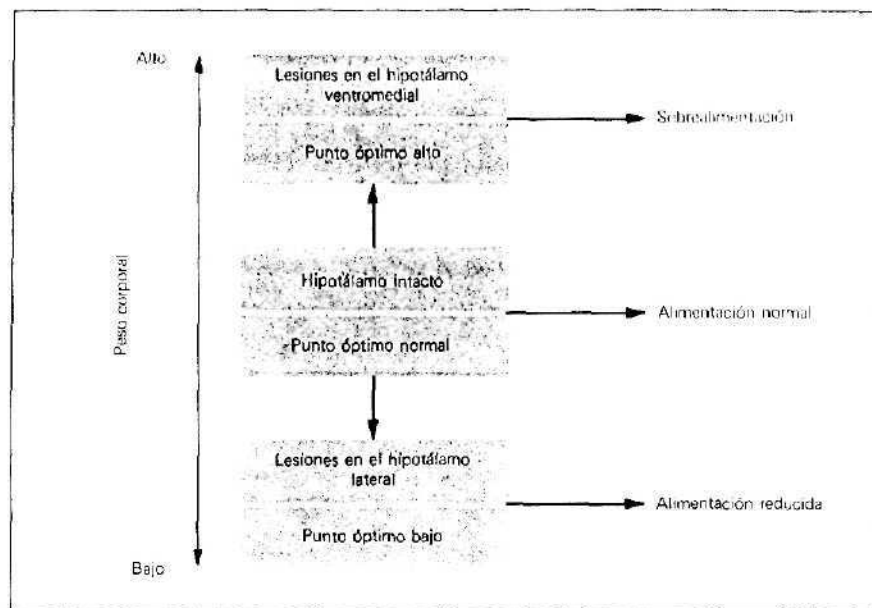 Alto
Lesiones en el hipotálamo
ventromedial
Sobrealimentación
Punto óptimo alto
Peso corporal
Hipotálamo intacto
Alimentación normal
Punto óptimo normal
Lesiones en el hipotálamo
lateral
Alimentación reducida
Punto óptimo bajo
Bajo